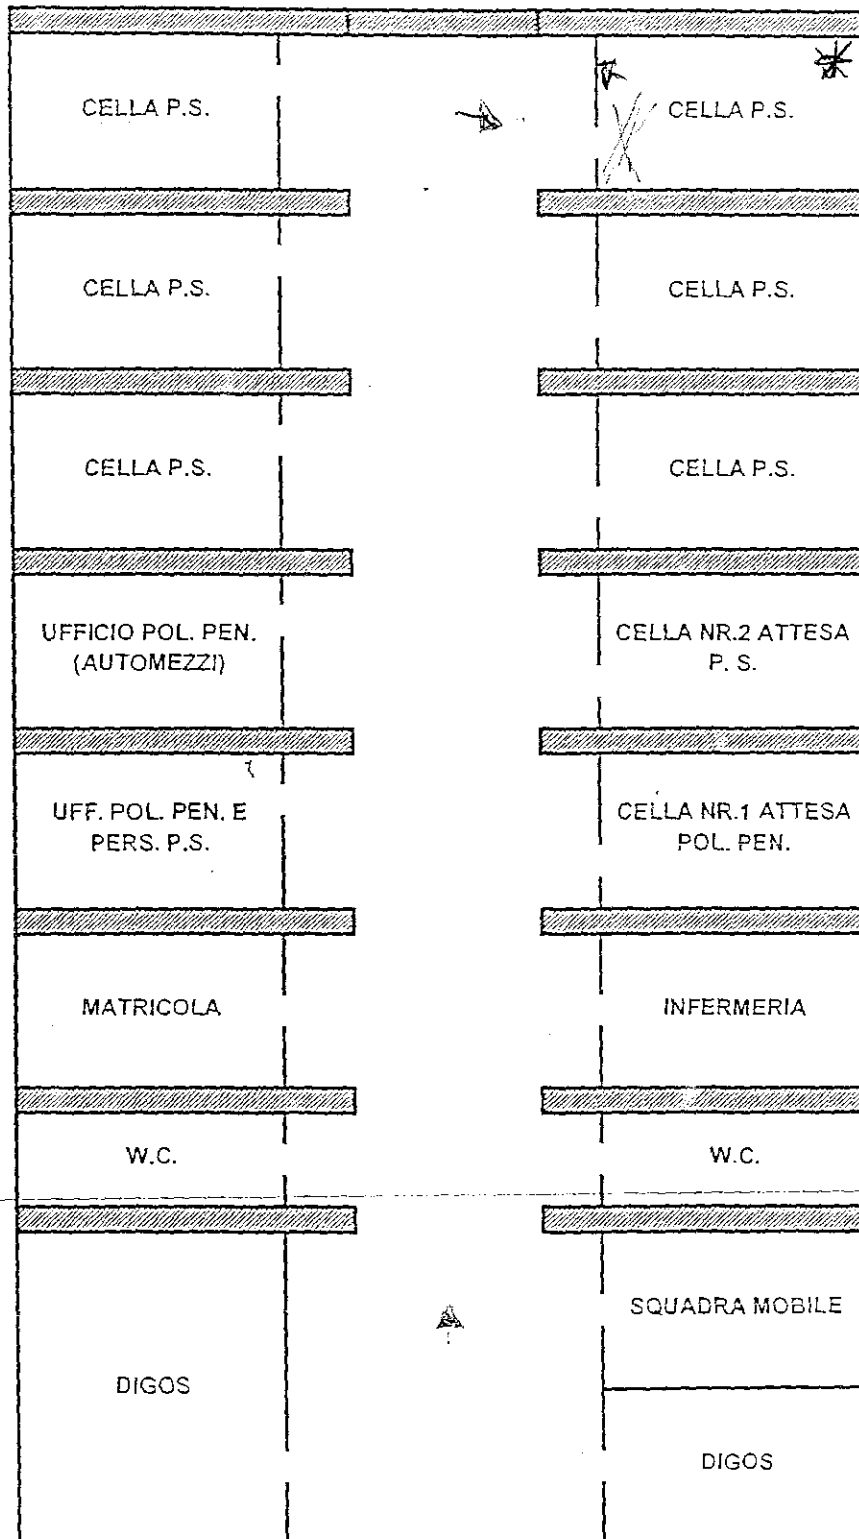 CELLA P.S.
CELLA P.S.
CELLA P.S.
CELLA P.S.
CELLA P.S.
CELLA P.S.
UFFICIO POL. PEN.
(AUTOMEZZI)
CELLA NR.2 ATTESA
P. S.
UFF. POL. PEN. E
PERS. P.S.
CELLA NR.1 ATTESA
POL. PEN.
MATRICOLA
INFERMERIA
W.C.
W.C.
SQUADRA MOBILE
DIGOS
DIGOS